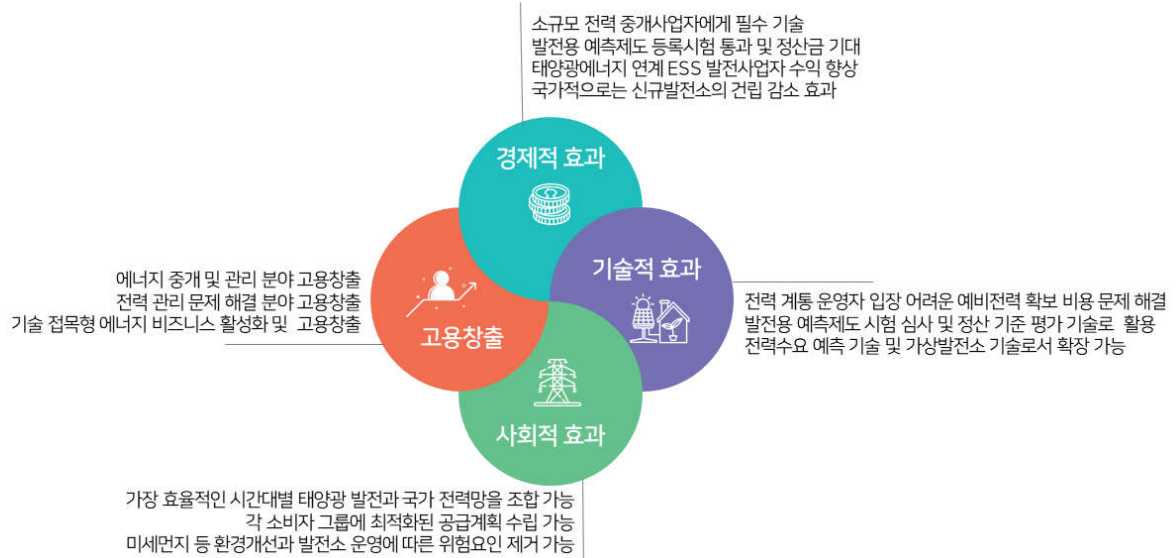 소규모 전력 중개사업자에게 필수 기술
발전용 예측제도 등록시험 통과 및 정산금 기대
태양광에너지 연계 ESS 발전사업자 수익 향상
국가적으로는 신규발전소의 건립 감소 효과
경제적 효과
기술적 효과
전력 계통 운영자 입장 어려운 예비전력 확보 비용 문제 해결
발전용 예측제도 시험 심사 및 정산 기준 평가 기술로 활용
전력수요 예측 기술 및 가상발전소 기술로서 확장 가능
에너지 중개 및 관리 분야 고용창출
전력 관리 문제 해결 분야 고용창출
기술 접목형 에너지 비즈니스 활성화 및 고용창출
고용창출
사회적 효과
가장 효율적인 시간대별 태양광 발전과 국가 전력망을 조합 가능
각 소비자 그룹에 최적화된 공급계획 수립 가능
미세먼지 등 환경개선과 발전소 운영에 따른 위험요인 제거 가능